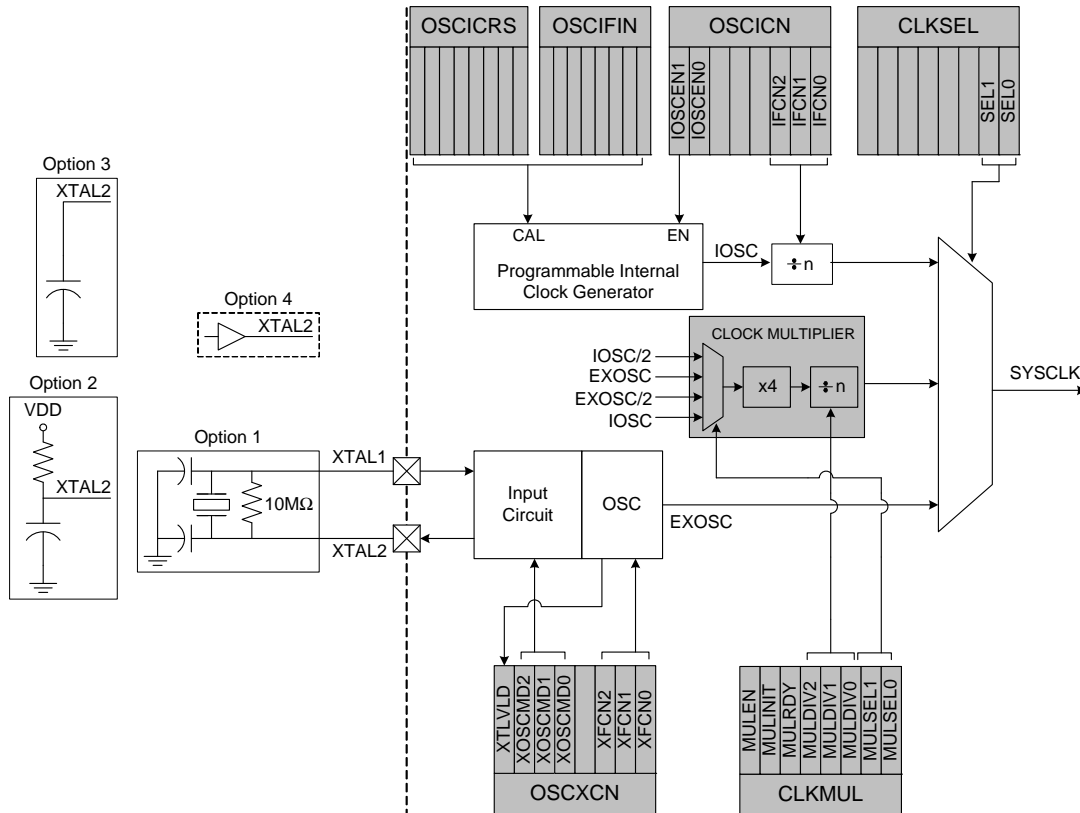 OSCICRS
OSCIFIN
OSCICN
CLKSEL
IOSCEN1
IOSCEN0
IFCN2
IFCN1
IFCN0
SEL1
SEL0
Option 3
XTAL2
Option 4
XTAL2
Option 2
VDD
XTAL2
Option 1
10MΩ
XTAL1
XTAL2
CAL
EN
Programmable Internal
Clock Generator
IOSC
÷n
CLOCK MULTIPLIER
IOSC/2
EXOSC
EXOSC/2
IOSC
x4
÷n
SYSCLK
Input
Circuit
OSC
EXOSC
XTLVLD
XOSCMD2
XOSCMD1
XOSCMD0
XFCN2
XFCN1
XFCN0
OSCXCN
MULEN
MULINIT
MULRDY
MULDIV2
MULDIV1
MULDIV0
MULSEL1
MULSEL0
CLKMUL